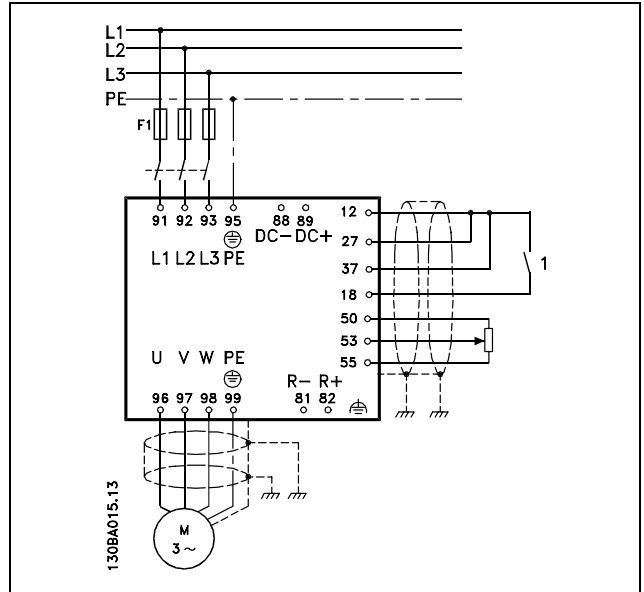 L1
L2
L3
PE
F1
91 92 93 95 88 89
DC- DC+
L1 L2 L3 PE
12
27
37
18
50
53
55
1
U V W PE
R- R+
96 97 98 99 81 82
M
3 ~
130BA015.13